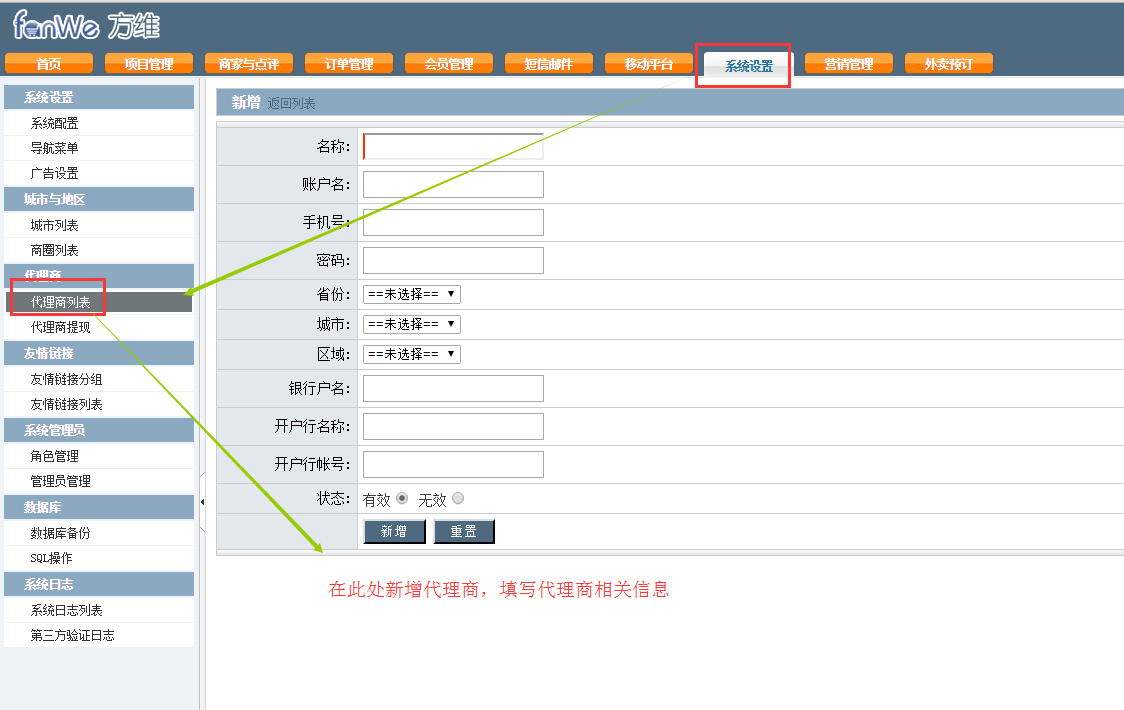 fanWe 方维
首页 项目管理 商家与点评 订单管理 会员管理 短信邮件 移动平台 系统设置 营销管理 外卖预订
系统设置
系统配置
导航菜单
广告设置
城市与地区
城市列表
商圈列表
代理商
代理商列表
代理商提现
友情链接
友情链接分组
友情链接列表
系统管理员
角色管理
管理员管理
数据库
数据库备份
SQL操作
系统日志
系统日志列表
第三方验证日志
新增 返回列表
名称:
账户名:
手机号:
密码:
省份: ==未选择==
城市: ==未选择==
区域: ==未选择==
银行户名:
开户行名称:
开户行帐号:
状态: 有效 无效
新增 重置
在此处新增代理商，填写代理商相关信息